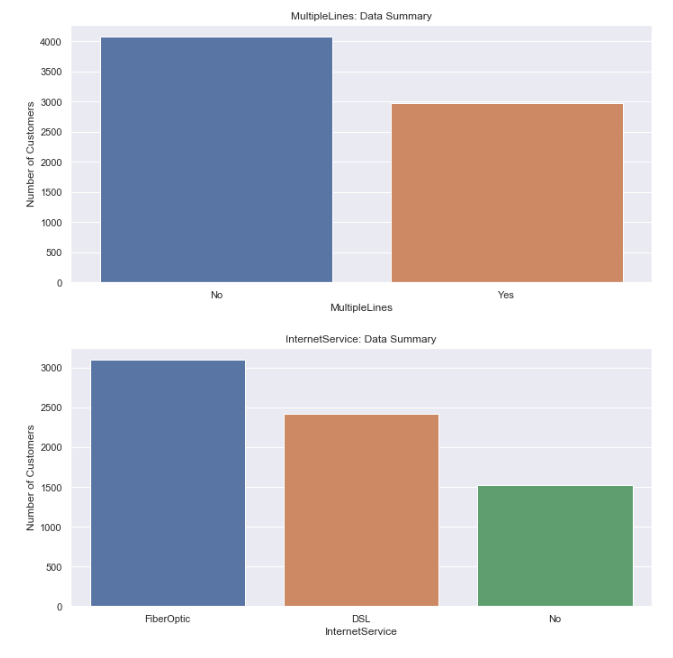 MultipleLines: Data Summary
4000
3500
3000
2500
2000
1500
1000
500
0
Number of Customers
No Yes
MultipleLines
InternetService: Data Summary
3000
2500
2000
1500
1000
500
0
Number of Customers
FiberOptic DSL No
InternetService